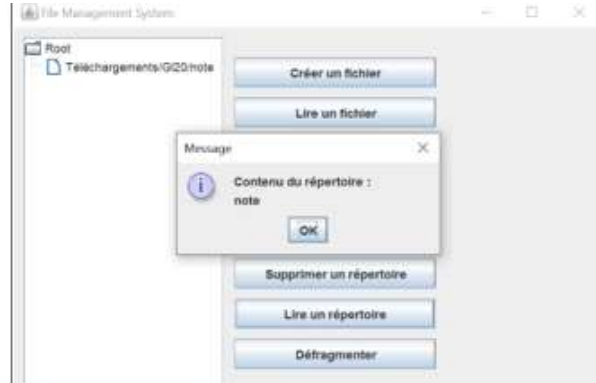 File Management System
Root
Téléchargements/GI20/note
Créer un fichier
Lire un fichier
Message
Contenu du répertoire :
note
OK
Supprimer un répertoire
Lire un répertoire
Défragmenter